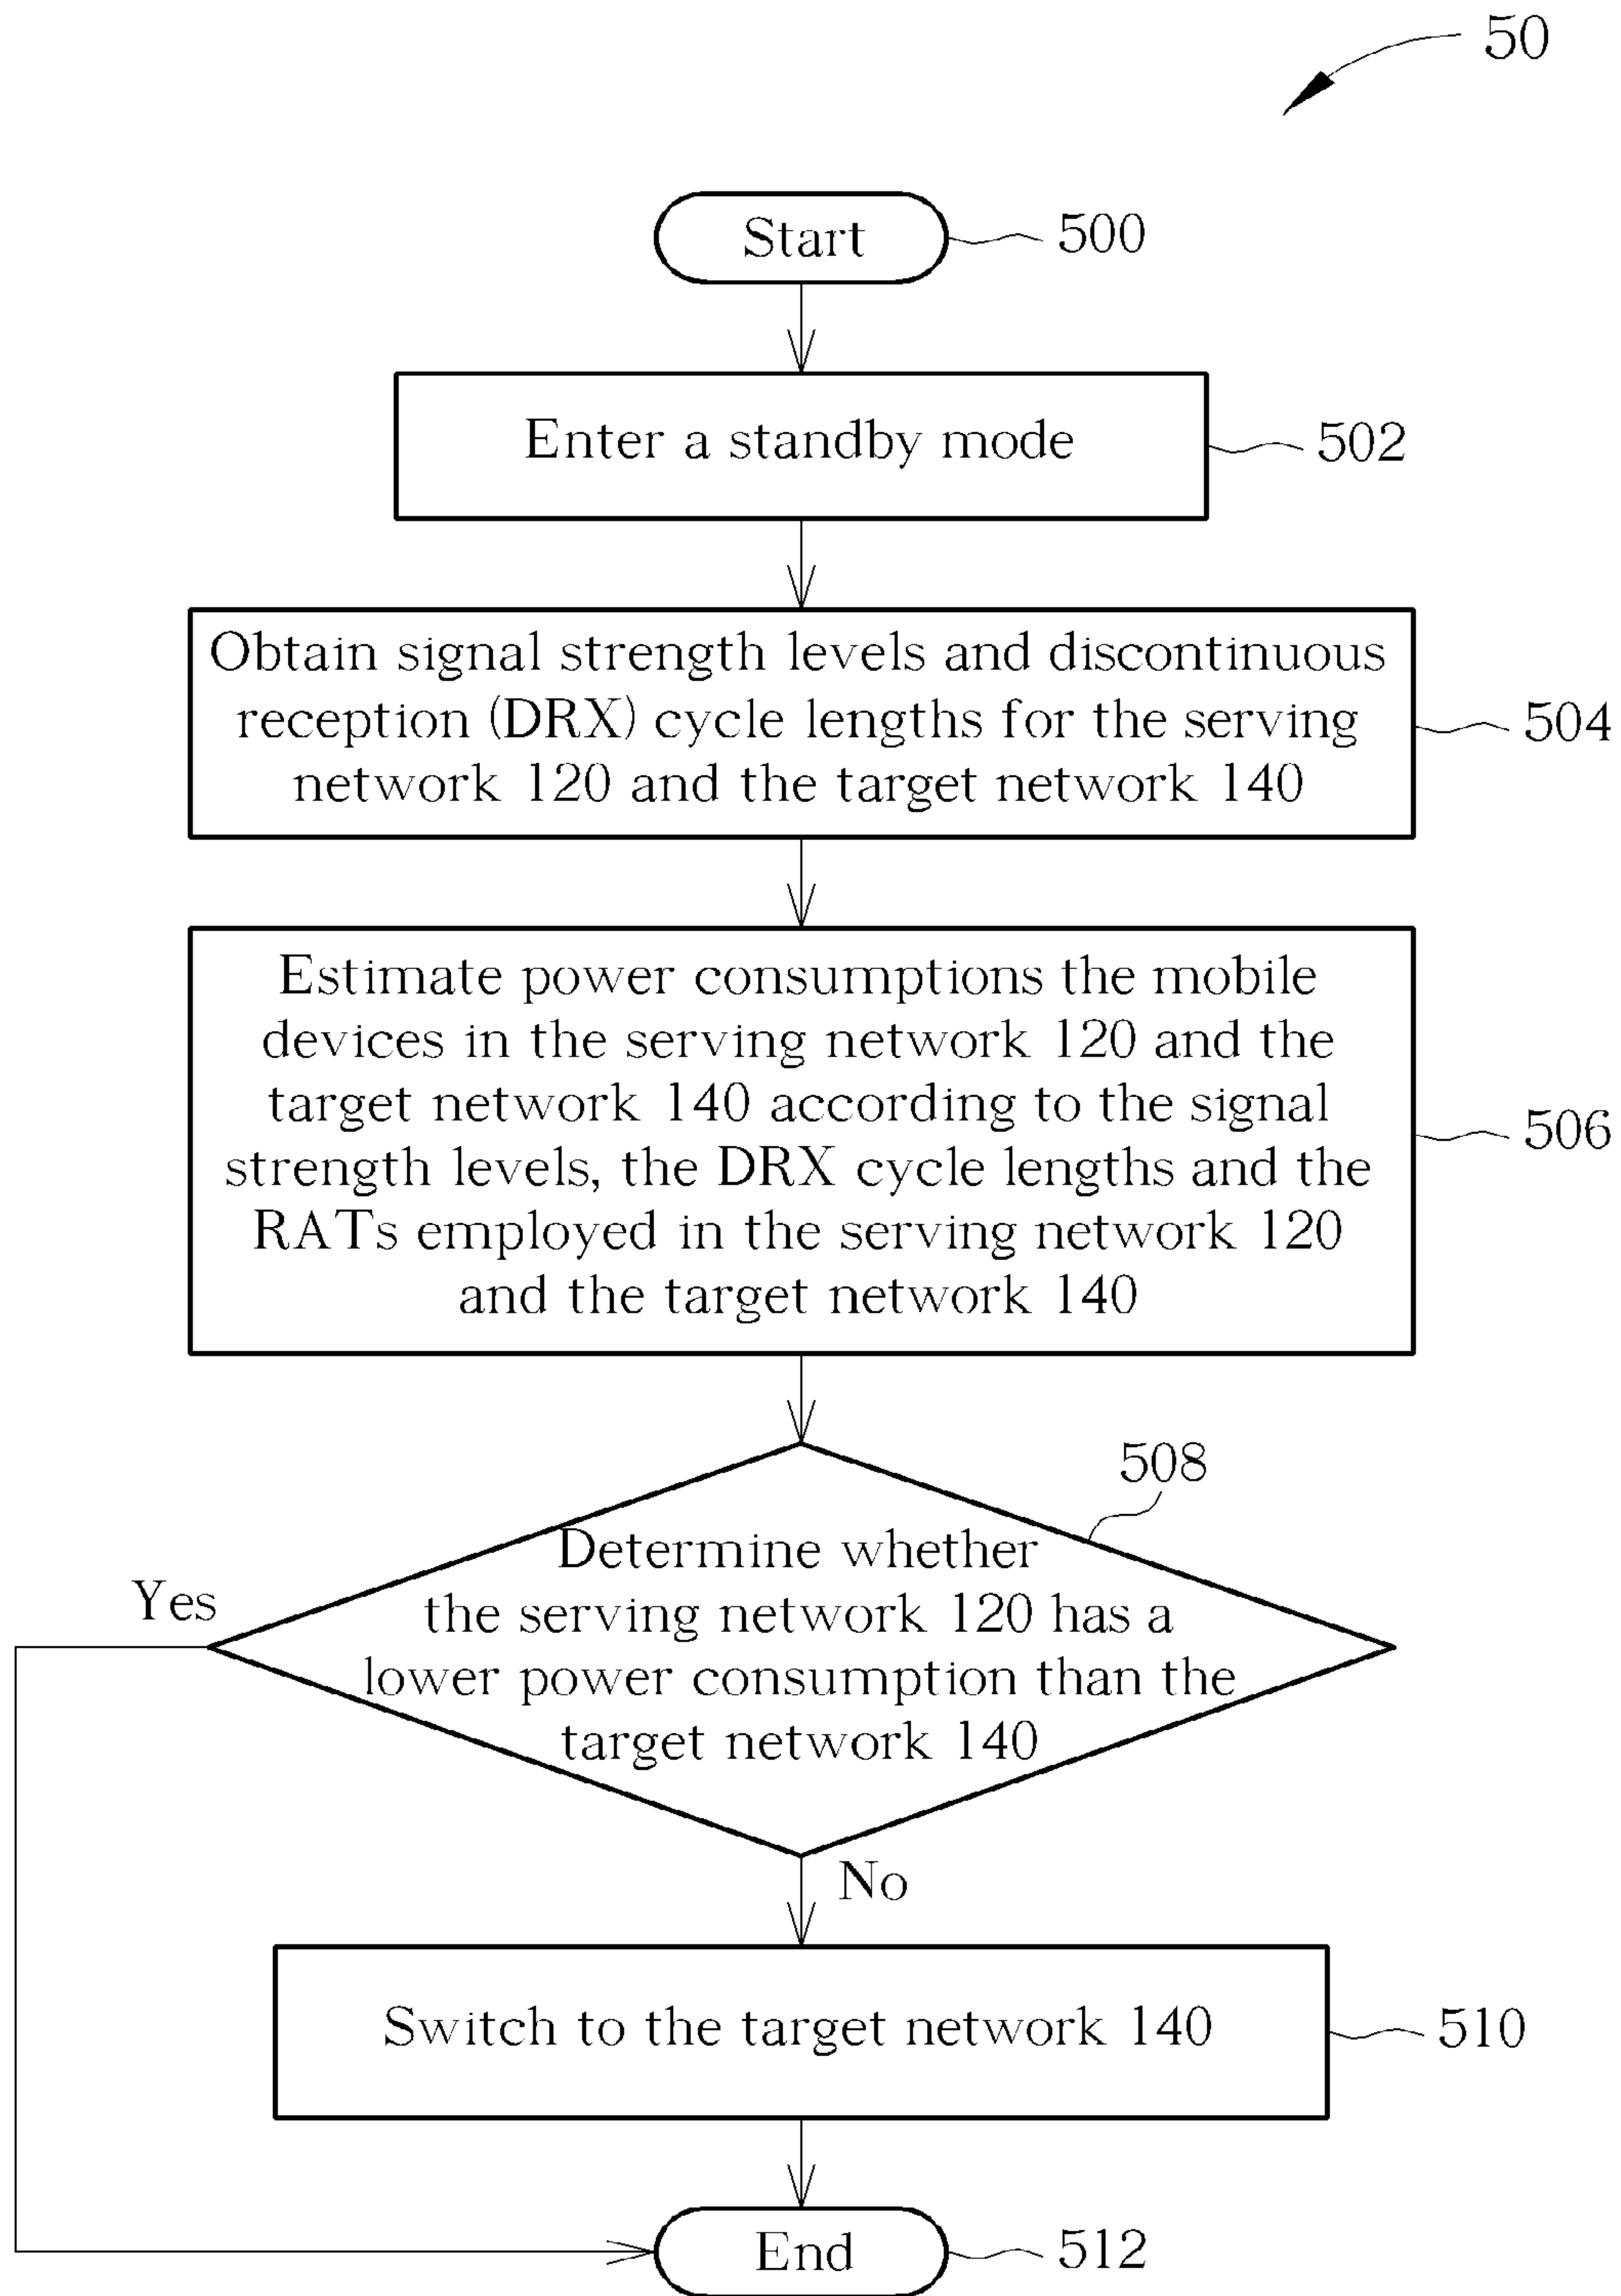 50
Start
500
Enter a standby mode
502
Obtain signal strength levels and discontinuous
reception (DRX) cycle lengths for the serving
network 120 and the target network 140
504
Estimate power consumptions the mobile
devices in the serving network 120 and the
target network 140 according to the signal
strength levels, the DRX cycle lengths and the
RATs employed in the serving network 120
and the target network 140
506
508
Determine whether
the serving network 120 has a
lower power consumption than the
target network 140
Yes
No
Switch to the target network 140
510
End
512